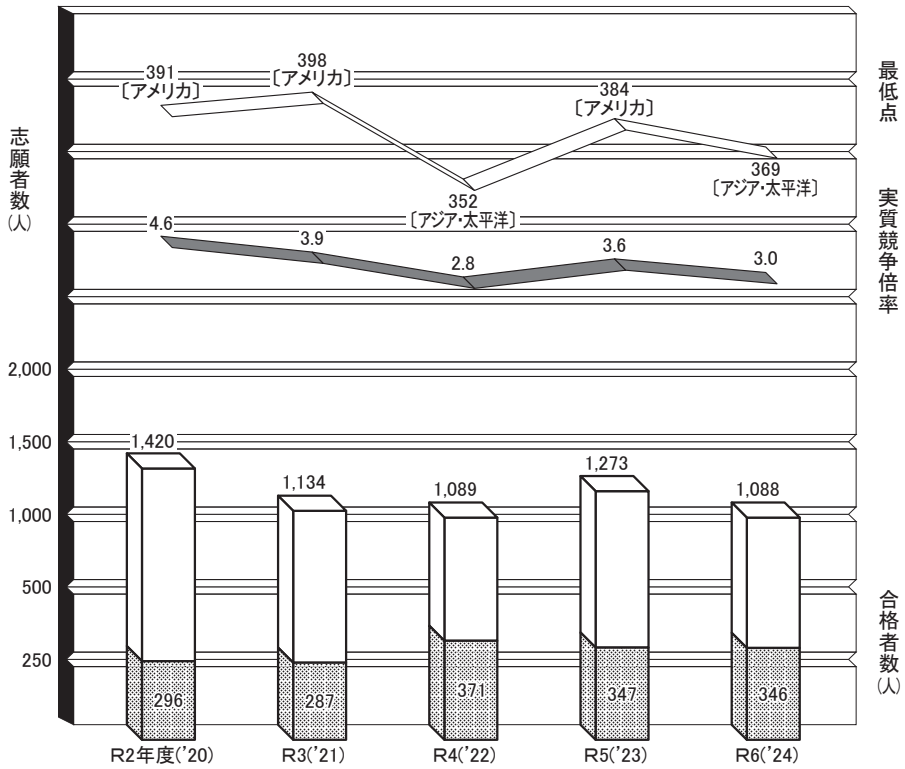 391
〔アメリカ〕
398
〔アメリカ〕
384
〔アメリカ〕
352
〔アジア・太平洋〕
369
〔アジア・太平洋〕
最低点
志願者数(人)
4.6
3.9
2.8
3.6
3.0
実質競争倍率
2,000
1,500
1,000
500
250
1,420
1,134
1,089
1,273
1,088
296
287
371
347
346
合格者数(人)
R2年度('20)
R3('21)
R4('22)
R5('23)
R6('24)